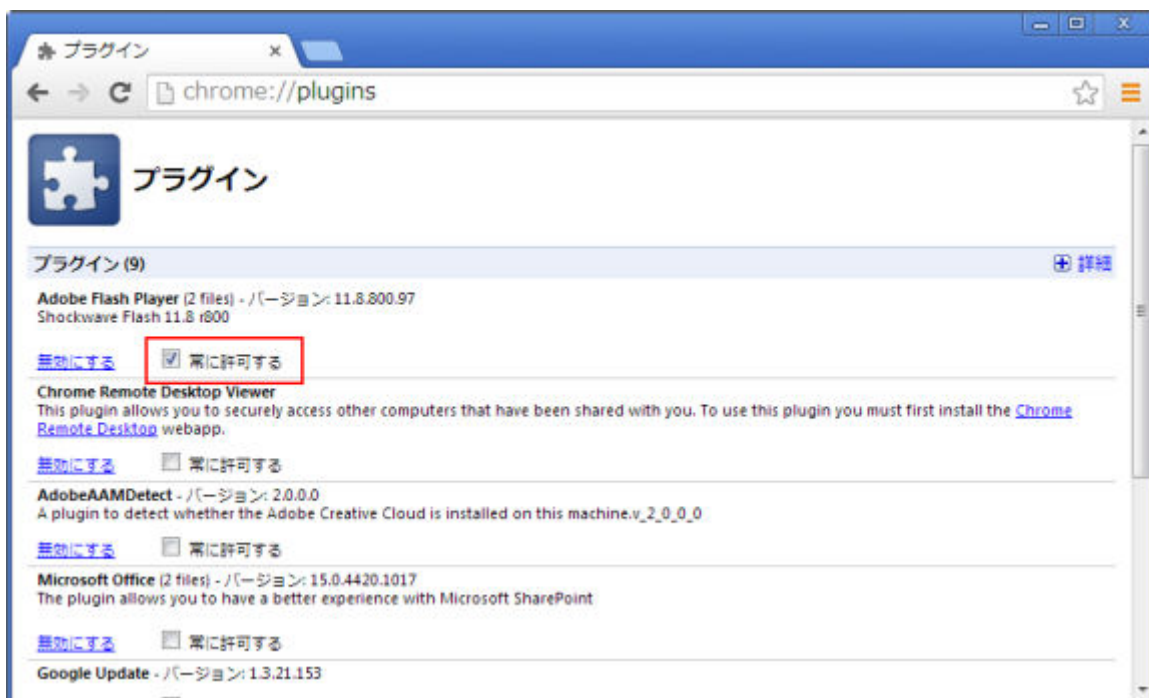 プラグイン
chrome://plugins
プラグイン
プラグイン (9) 詳細
Adobe Flash Player (2 files) - バージョン: 11.8.800.97
Shockwave Flash 11.8 r800
無効にする 常に許可する
Chrome Remote Desktop Viewer
This plugin allows you to securely access other computers that have been shared with you. To use this plugin you must first install the Chrome
Remote Desktop webapp.
無効にする 常に許可する
AdobeAAMDetect - バージョン: 2.0.0.0
A plugin to detect whether the Adobe Creative Cloud is installed on this machine.v_2_0_0_0
無効にする 常に許可する
Microsoft Office (2 files) - バージョン: 15.0.4420.1017
The plugin allows you to have a better experience with Microsoft SharePoint
無効にする 常に許可する
Google Update - バージョン: 1.3.21.153